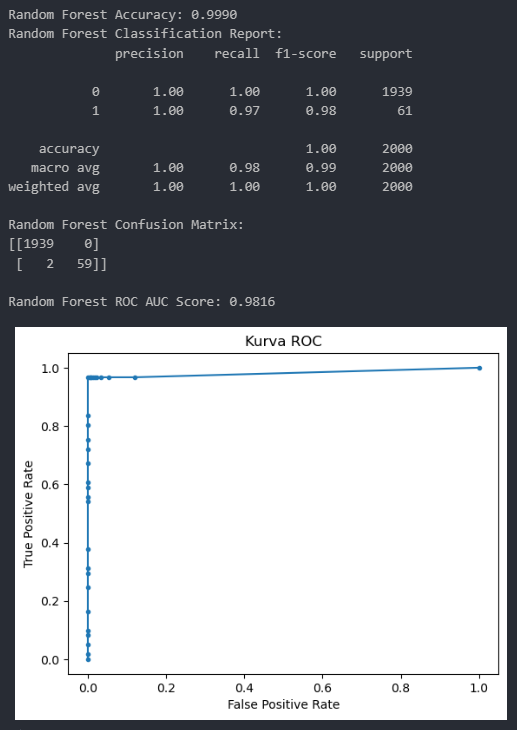 Random Forest Accuracy: 0.9990
Random Forest Classification Report:
precision recall f1-score support
0 1.00 1.00 1.00 1939
1 1.00 0.97 0.98 61
accuracy 1.00 2000
macro avg 1.00 0.98 0.99 2000
weighted avg 1.00 1.00 1.00 2000
Random Forest Confusion Matrix:
[[1939 0]
[ 2 59]]
Random Forest ROC AUC Score: 0.9816
Kurva ROC
True Positive Rate
1.0
0.8
0.6
0.4
0.2
0.0
0.0 0.2 0.4 0.6 0.8 1.0
False Positive Rate